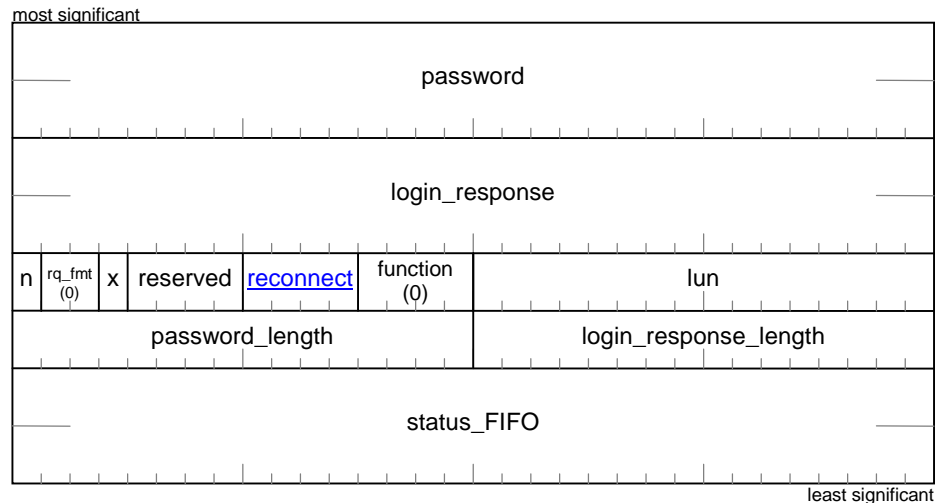 most significant
password
login_response
n rq_fmt (0) x reserved reconnect function (0) lun
password_length login_response_length
status_FIFO
least significant